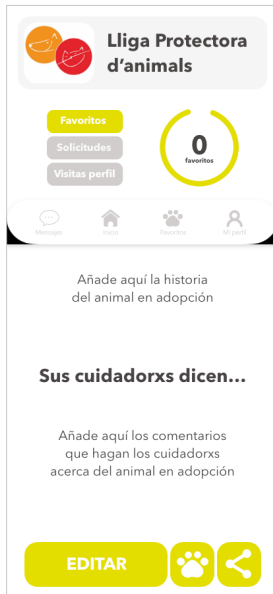 Lliga Protectora
d’animals
Favoritos
Solicitudes
Visitas perfil
0
favoritos
Mensajes
Inicio
Favoritos
Mi perfil
Añade aquí la historia
del animal en adopción
Sus cuidadorxs dicen...
Añade aquí los comentarios
que hagan los cuidadorxs
acerca del animal en adopción
EDITAR